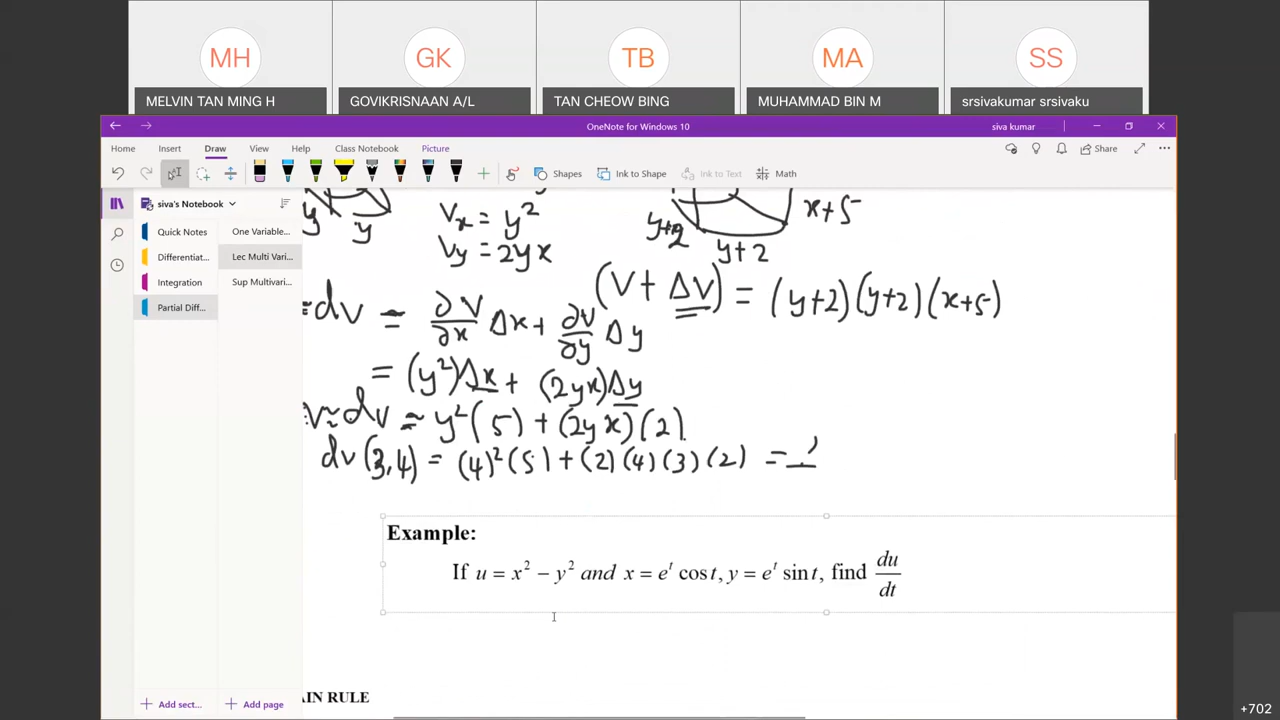 MH GK TB MA SS
MELVIN TAN MING H GOVIKRISNAAN A/L TAN CHEOW BING MUHAMMAD BIN M srsivakumar srsivaku
OneNote for Windows 10 siva kumar
Home Insert Draw View Help Class Notebook Picture Share
Shapes Ink to Shape Ink to Text Math
siva's Notebook
Quick Notes One Variable...
Differentiat... Lec Multi Vari...
Integration Sup Multivari...
Partial Diff...
y y Vx = y² y+2 y+2 x+5
Vy = 2yx
(V + ΔV) = (y+2)(y+2)(x+5)
≈dv = ∂V/∂x Δx + ∂V/∂y Δy
= (y²)Δx + (2yx)Δy
V≈dv ≈ y²(5) + (2yx)(2)
dv(3,4) = (4)²(5) + (2)(4)(3)(2) =
Example:
If u = x² − y² and x = eᵗ cos t, y = eᵗ sin t, find du/dt
AIN RULE
Add sect... Add page
+702